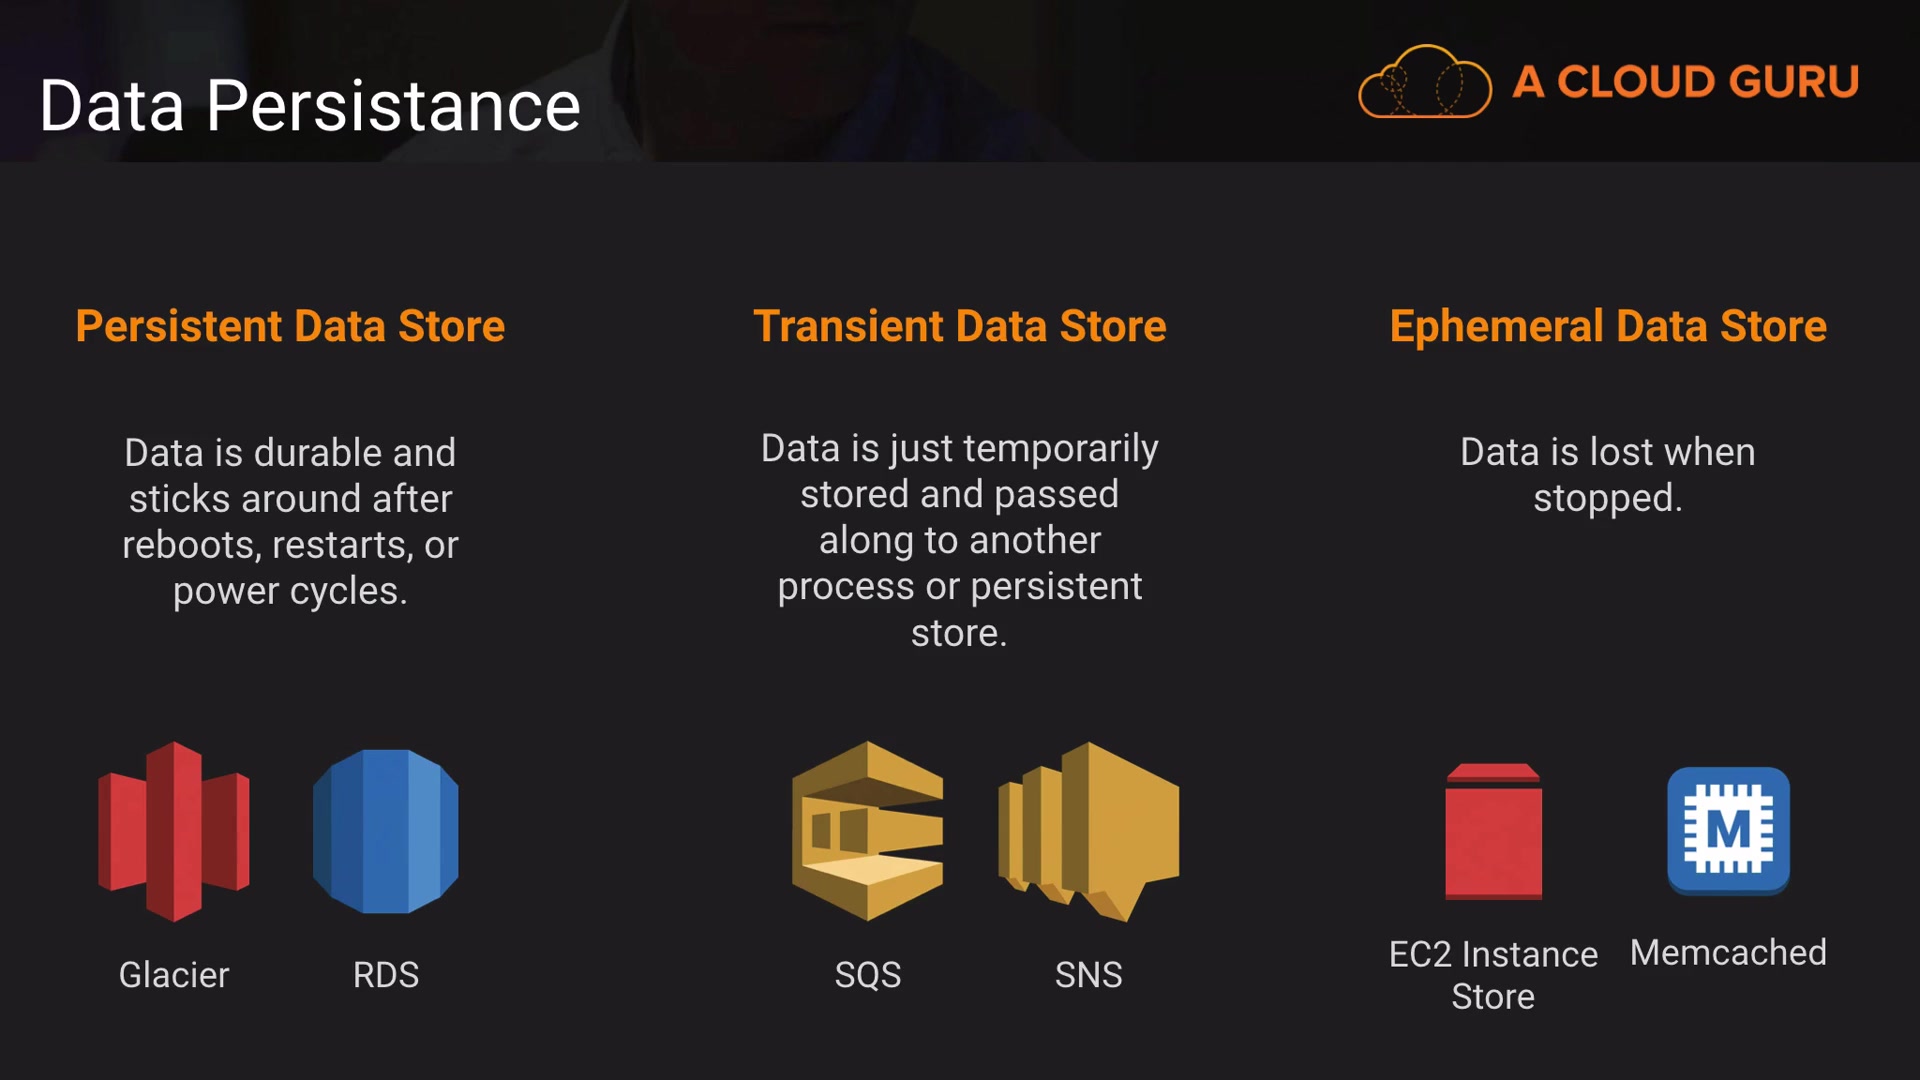 Data Persistance
A CLOUD GURU
Persistent Data Store
Data is durable and
sticks around after
reboots, restarts, or
power cycles.
Glacier
RDS
Transient Data Store
Data is just temporarily
stored and passed
along to another
process or persistent
store.
SQS
SNS
Ephemeral Data Store
Data is lost when
stopped.
EC2 Instance
Store
M
Memcached